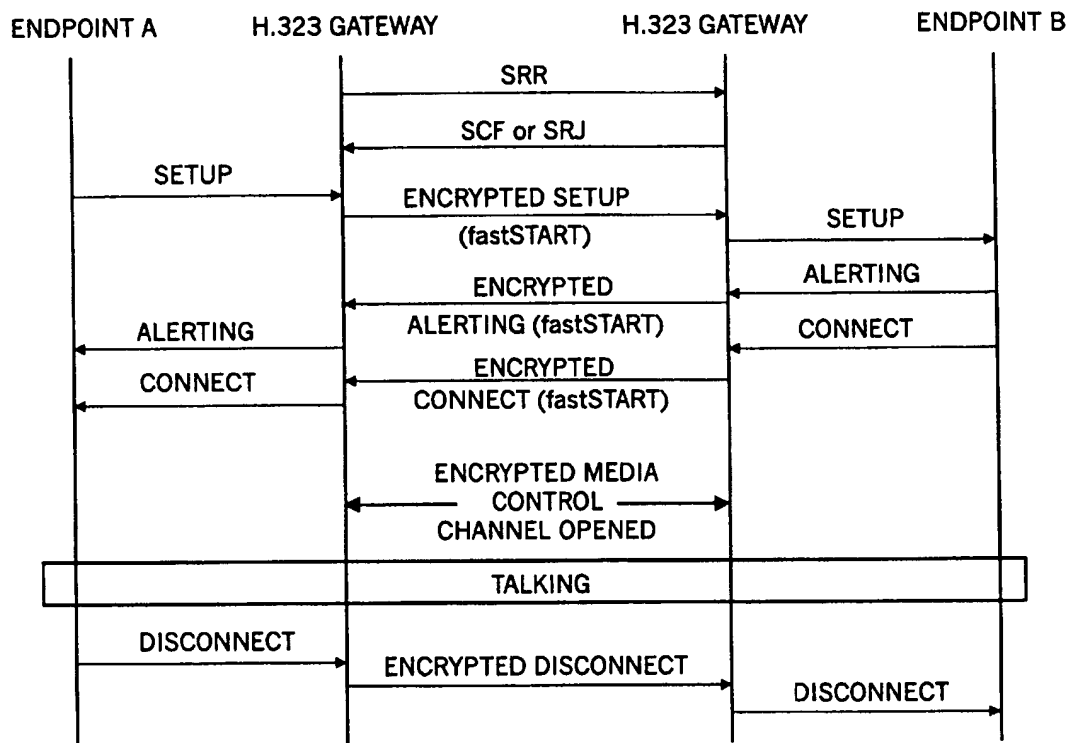 ENDPOINT A
H.323 GATEWAY
H.323 GATEWAY
ENDPOINT B
SRR
SCF or SRJ
SETUP
ENCRYPTED SETUP
(fastSTART)
SETUP
ALERTING
ENCRYPTED
ALERTING (fastSTART)
ALERTING
CONNECT
ENCRYPTED
CONNECT (fastSTART)
CONNECT
ENCRYPTED MEDIA
CONTROL
CHANNEL OPENED
TALKING
DISCONNECT
ENCRYPTED DISCONNECT
DISCONNECT